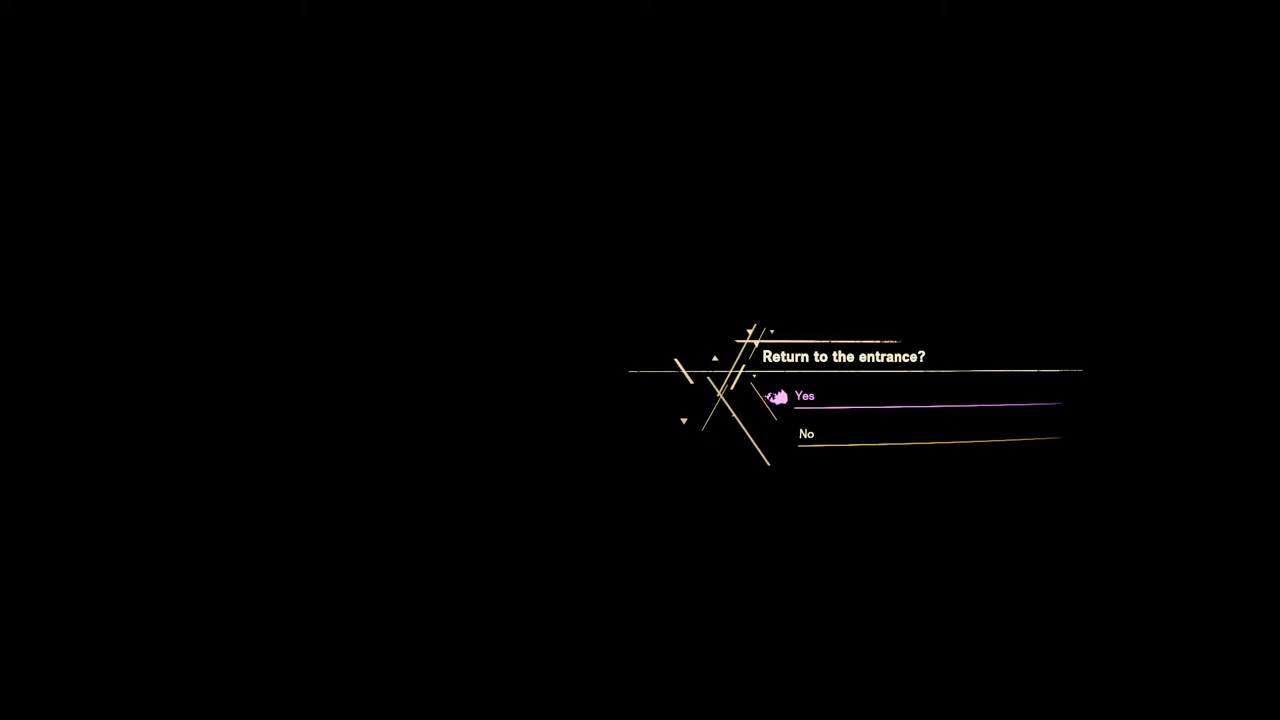 Return to the entrance?
Yes
No